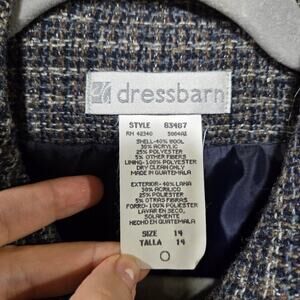 dressbarn
STYLE 83487
RN 42340 5004A2
SHELL-40% WOOL
30% ACRYLIC
25% POLYESTER
5% OTHER FIBERS
LINING-100% POLYESTER
DRY CLEAN ONLY
MADE IN GUATEMALA
EXTERIOR-40% LANA
30% ACRILICO
25% POLIESTER
5% OTRAS FIBRAS
FORRO-100% POLIESTER
LAVAR EN SECO,
SOLAMENTE
HECHO EN GUATEMALA
SIZE 14
TALLA 14